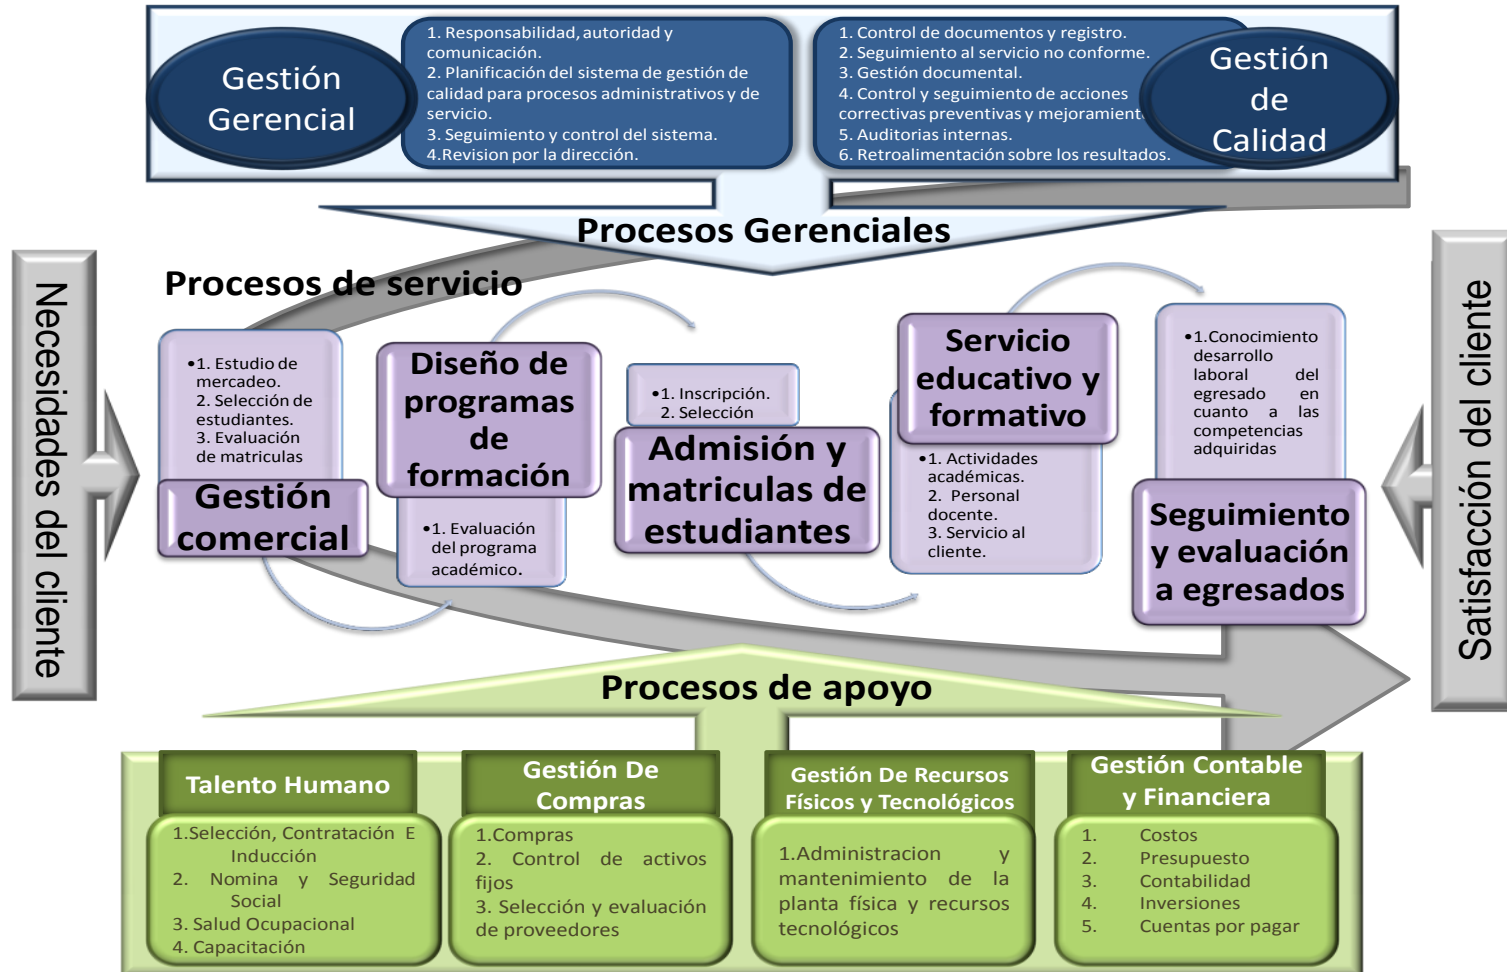 Gestión
Gerencial
1. Responsabilidad, autoridad y
comunicación.
2. Planificación del sistema de gestión de
calidad para procesos administrativos y de
servicio.
3. Seguimiento y control del sistema.
4.Revision por la dirección.
1. Control de documentos y registro.
2. Seguimiento al servicio no conforme.
3. Gestión documental.
4. Control y seguimiento de acciones
correctivas preventivas y mejoramient
5. Auditorias internas.
6. Retroalimentación sobre los resultados.
Gestión
de
Calidad
Procesos Gerenciales
Necesidades del cliente
Procesos de servicio
•1. Estudio de
mercadeo.
2. Selección de
estudiantes.
3. Evaluación
de matriculas
Gestión
comercial
Diseño de
programas
de
formación
•1. Evaluación
del programa
académico.
•1. Inscripción.
2. Selección
Admisión y
matriculas de
estudiantes
Servicio
educativo y
formativo
•1. Actividades
académicas.
2. Personal
docente.
3. Servicio al
cliente.
•1.Conocimiento
desarrollo
laboral del
egresado en
cuanto a las
competencias
adquiridas
Seguimiento
y evaluación
a egresados
Satisfacción del cliente
Procesos de apoyo
Talento Humano
1.Selección, Contratación E
Inducción
2. Nomina y Seguridad
Social
3. Salud Ocupacional
4. Capacitación
Gestión De
Compras
1.Compras
2. Control de activos
fijos
3. Selección y evaluación
de proveedores
Gestión De Recursos
Físicos y Tecnológicos
1.Administracion y
mantenimiento de la
planta física y recursos
tecnológicos
Gestión Contable
y Financiera
1. Costos
2. Presupuesto
3. Contabilidad
4. Inversiones
5. Cuentas por pagar